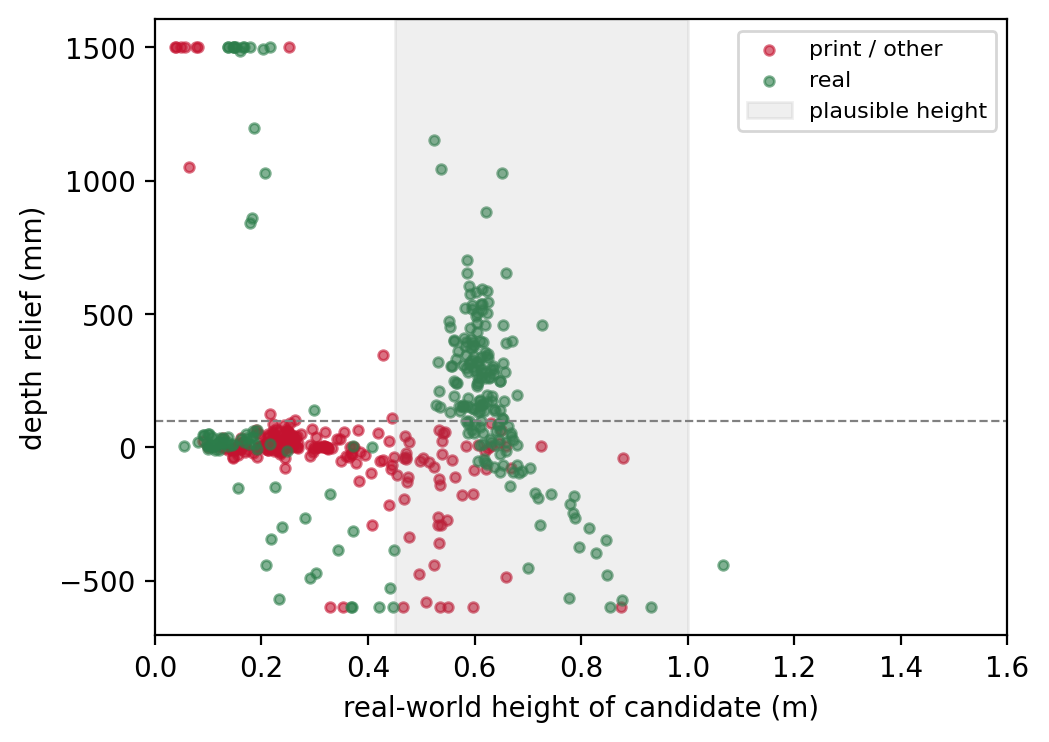 1500
1000
500
0
−500
depth relief (mm)
print / other
real
plausible height
0.0 0.2 0.4 0.6 0.8 1.0 1.2 1.4 1.6
real-world height of candidate (m)